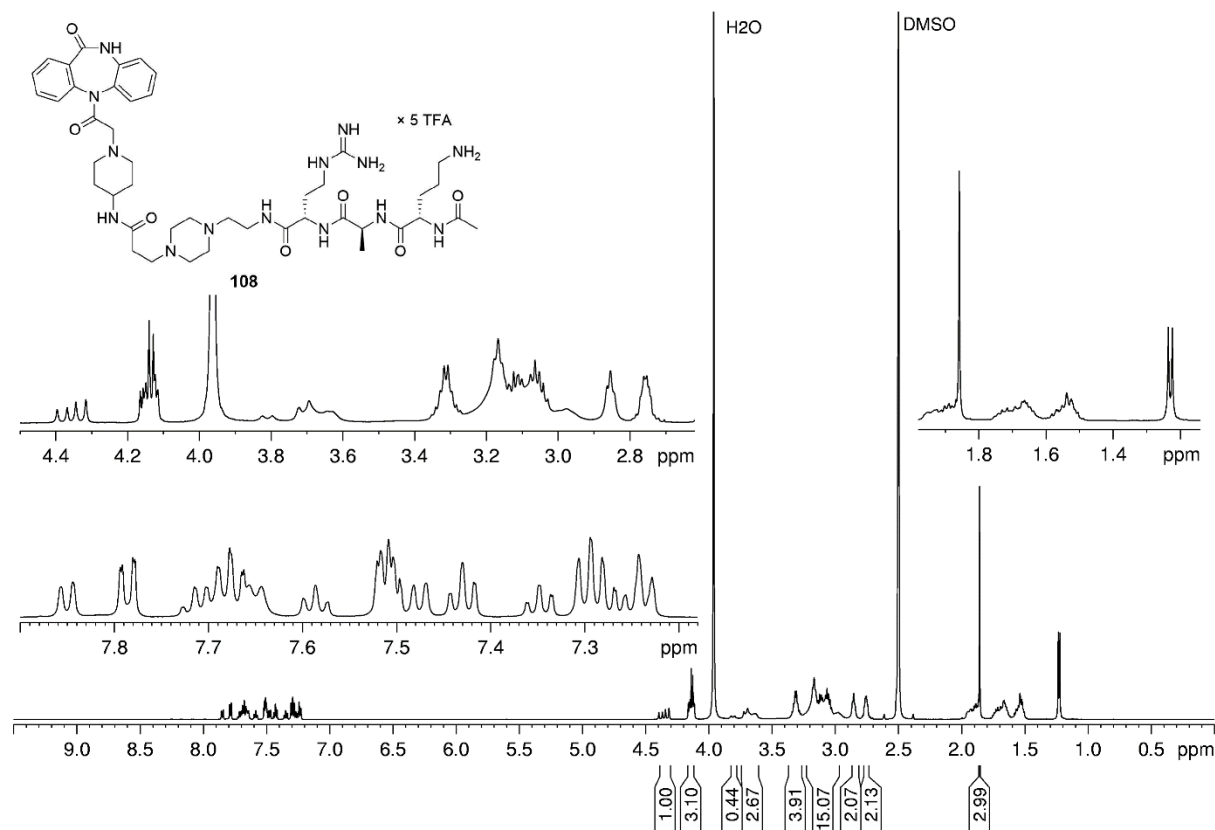 O
NH
N
O
N
HN
O
N
N
H
N
O
HN
NH
NH2
× 5 TFA
N
H
O
H
N
O
NH2
N
H
O
108
H2O
DMSO
4.4 4.2 4.0 3.8 3.6 3.4 3.2 3.0 2.8 ppm
1.8 1.6 1.4 ppm
7.8 7.7 7.6 7.5 7.4 7.3 ppm
9.0 8.5 8.0 7.5 7.0 6.5 6.0 5.5 5.0 4.5 4.0 3.5 3.0 2.5 2.0 1.5 1.0 0.5 ppm
1.00
3.10
0.44
2.67
3.91
15.07
2.07
2.13
2.99